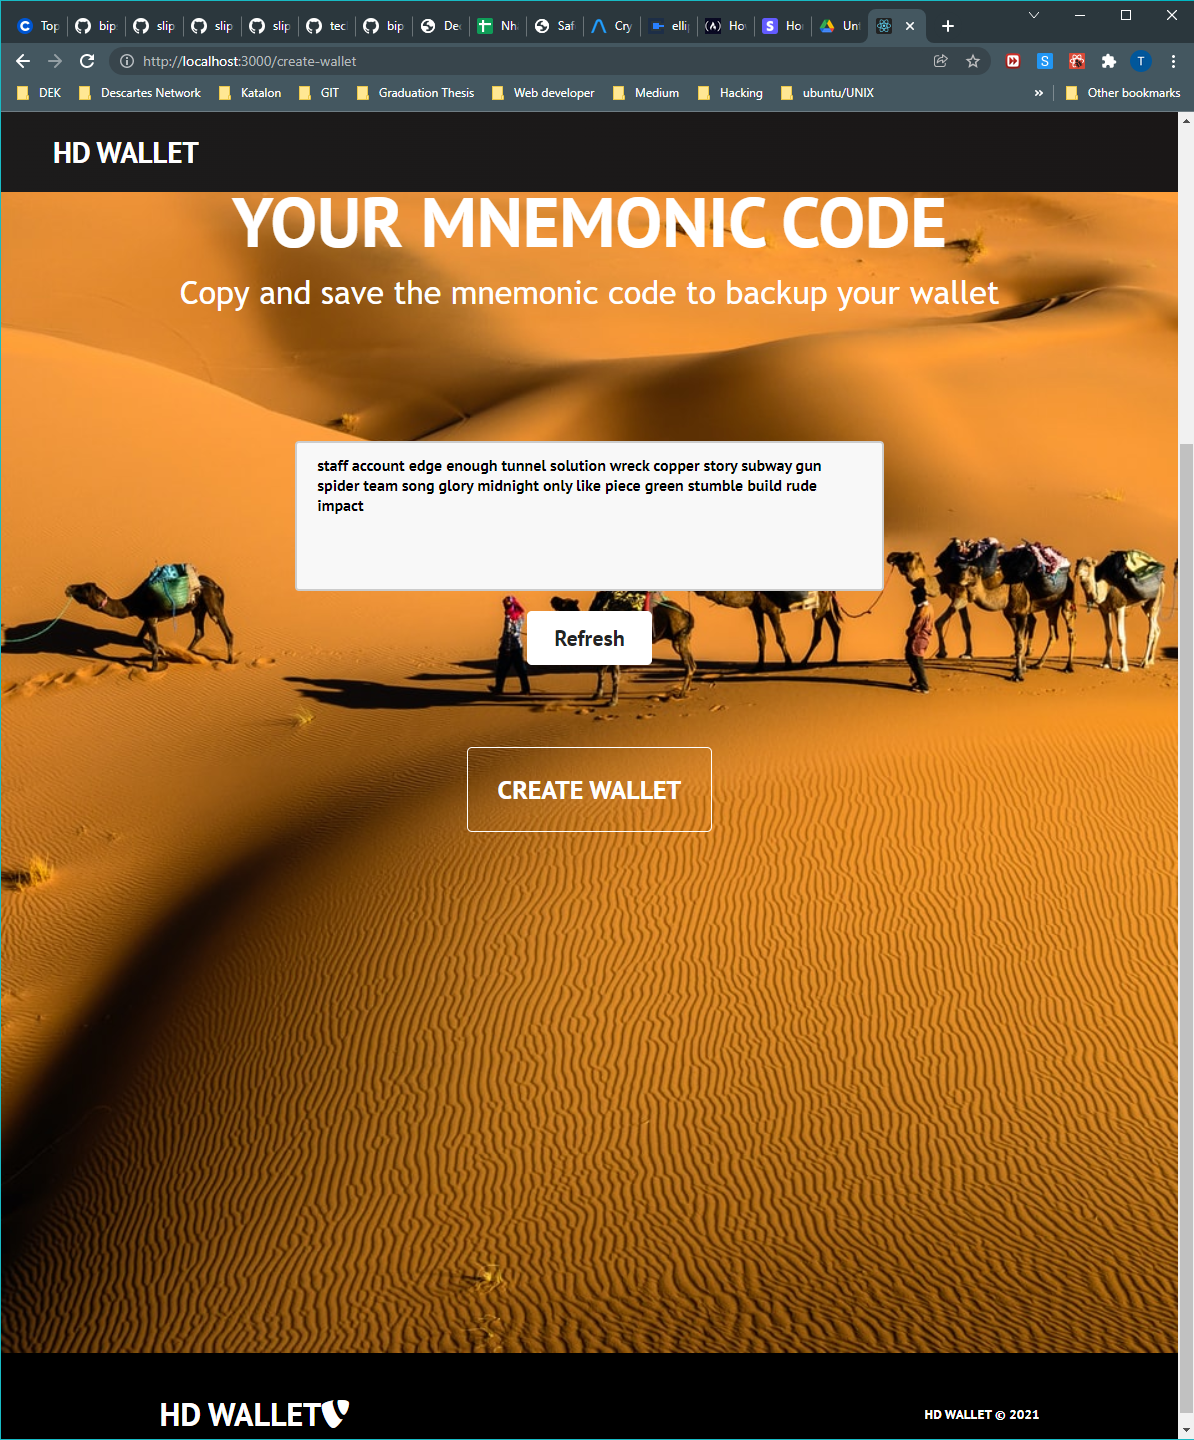 Top
bip
slip
slip
slip
tec
bip
Dec
Nhậ
Saf
Cry
elli
Ho
Ho
Unt
http://localhost:3000/create-wallet
S
T
DEK
Descartes Network
Katalon
GIT
Graduation Thesis
Web developer
Medium
Hacking
ubuntu/UNIX
»
Other bookmarks
HD WALLET
YOUR MNEMONIC CODE
Copy and save the mnemonic code to backup your wallet
staff account edge enough tunnel solution wreck copper story subway gun
spider team song glory midnight only like piece green stumble build rude
impact
Refresh
CREATE WALLET
HD WALLET
HD WALLET © 2021